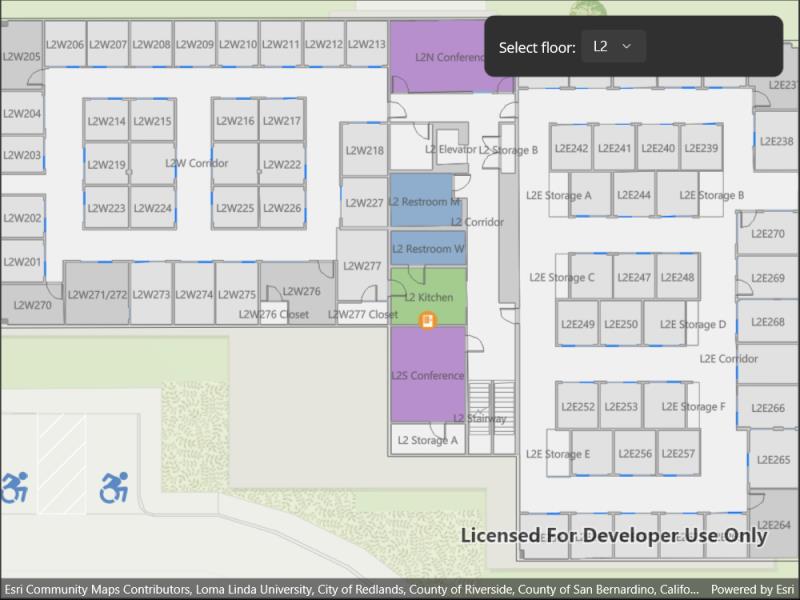 Select floor: L2
L2W205 L2W206 L2W207 L2W208 L2W209 L2W210 L2W211 L2W212 L2W213
L2N Conferenc
L2E23
L2W204 L2W214 L2W215 L2W216 L2W217
L2E238
L2W203 L2W219 L2W Corridor L2W222 L2W218 L2 Elevator L2 Storage B
L2E242 L2E241 L2E240 L2E239
L2W202 L2W223 L2W224 L2W225 L2W226 L2W227 L2 Restroom M
L2E Storage A L2E244 L2E Storage B
L2 Corridor
L2E270
L2W201 L2W277 L2 Restroom W
L2E Storage C L2E247 L2E248 L2E269
L2W270 L2W271/272 L2W273 L2W274 L2W275 L2W276 L2 Kitchen
L2W276 Closet L2W277 Closet
L2E249 L2E250 L2E Storage D L2E268
L2E Corridor
L2S Conference
L2E252 L2E253 L2E Storage F L2E266
L2 Stairway
L2 Storage A
L2E Storage E L2E256 L2E257 L2E265
L2E264
Licensed For Developer Use Only
Esri Community Maps Contributors, Loma Linda University, City of Redlands, County of Riverside, County of San Bernardino, Califo... Powered by Esri